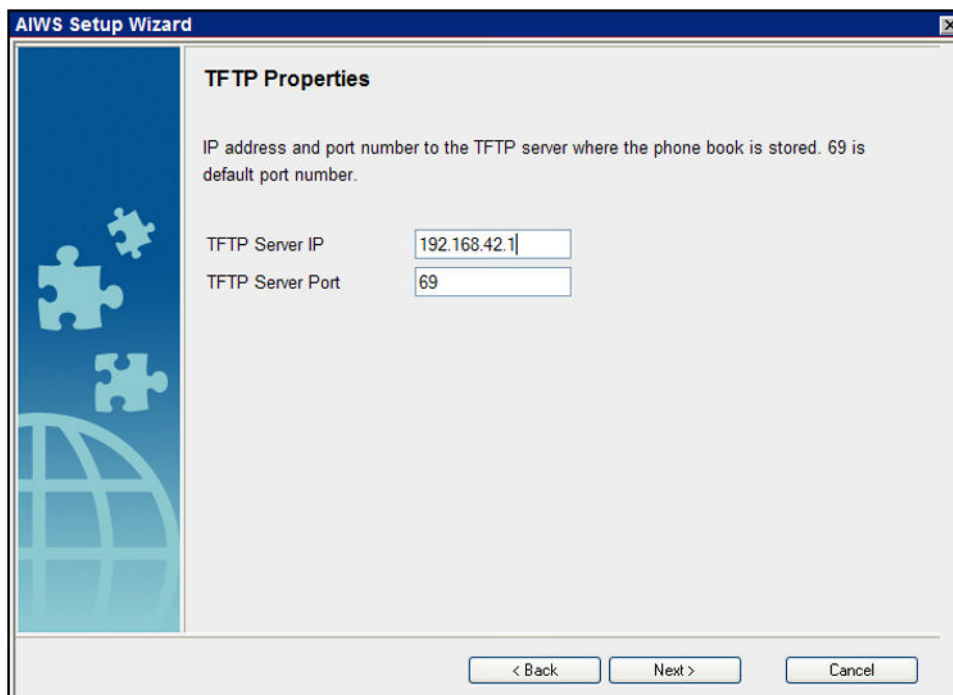 AIWS Setup Wizard
TFTP Properties
IP address and port number to the TFTP server where the phone book is stored. 69 is
default port number.
TFTP Server IP 192.168.42.1
TFTP Server Port 69
< Back Next > Cancel